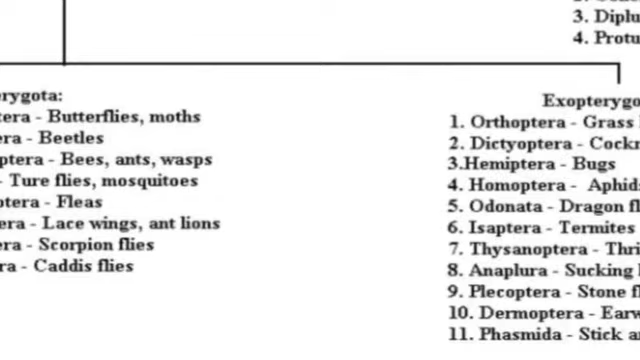 3. Diplu
4. Protu
rygota:
tera - Butterflies, moths
era - Beetles
ptera - Bees, ants, wasps
- Ture flies, mosquitoes
ptera - Fleas
era - Lace wings, ant lions
era - Scorpion flies
ra - Caddis flies
Exopterygo
1. Orthoptera - Grass
2. Dictyoptera - Cockr
3.Hemiptera - Bugs
4. Homoptera - Aphids
5. Odonata - Dragon fl
6. Isaptera - Termites
7. Thysanoptera - Thri
8. Anaplura - Sucking
9. Plecoptera - Stone fl
10. Dermoptera - Earw
11. Phasmida - Stick a